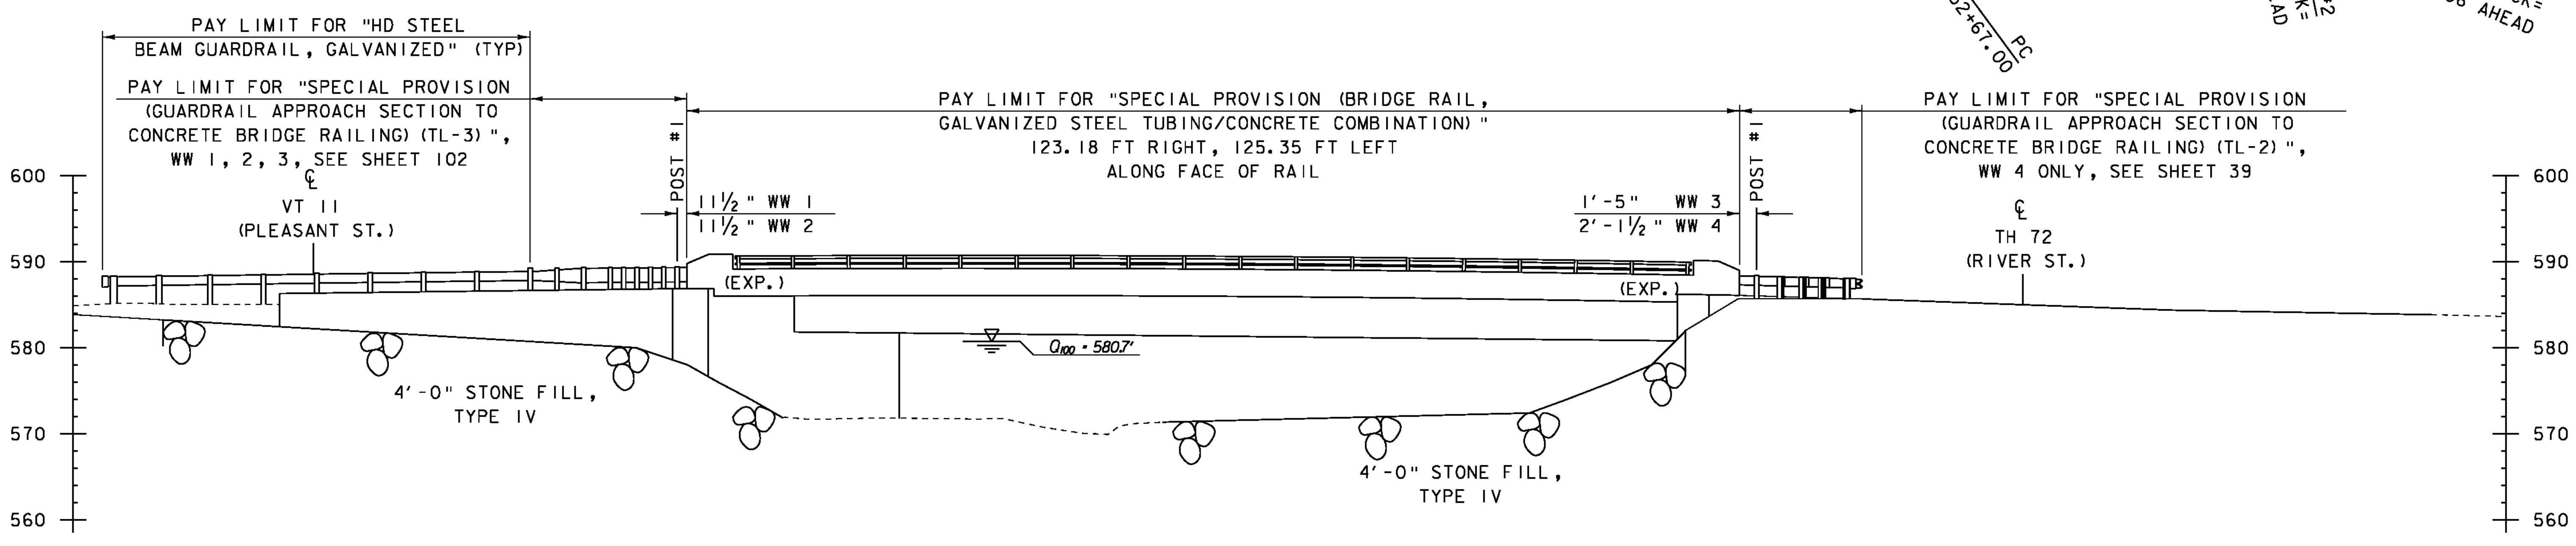 PAY LIMIT FOR "HD STEEL
BEAM GUARDRAIL, GALVANIZED" (TYP)
PAY LIMIT FOR "SPECIAL PROVISION
(GUARDRAIL APPROACH SECTION TO
CONCRETE BRIDGE RAILING) (TL-3)",
WW 1, 2, 3, SEE SHEET 102
℄
VT 11
(PLEASANT ST.)
POST #1
11½" WW 1
11½" WW 2
PAY LIMIT FOR "SPECIAL PROVISION (BRIDGE RAIL,
GALVANIZED STEEL TUBING/CONCRETE COMBINATION)"
123.18 FT RIGHT, 125.35 FT LEFT
ALONG FACE OF RAIL
1'-5" WW 3
2'-1½" WW 4
POST #1
PAY LIMIT FOR "SPECIAL PROVISION
(GUARDRAIL APPROACH SECTION TO
CONCRETE BRIDGE RAILING) (TL-2)",
WW 4 ONLY, SEE SHEET 39
℄
TH 72
(RIVER ST.)
PC
52+67.00
AHEAD
AHEAD
(EXP.)
(EXP.)
Q100 = 580.7'
4'-0" STONE FILL,
TYPE IV
4'-0" STONE FILL,
TYPE IV
600
590
580
570
560
600
590
580
570
560